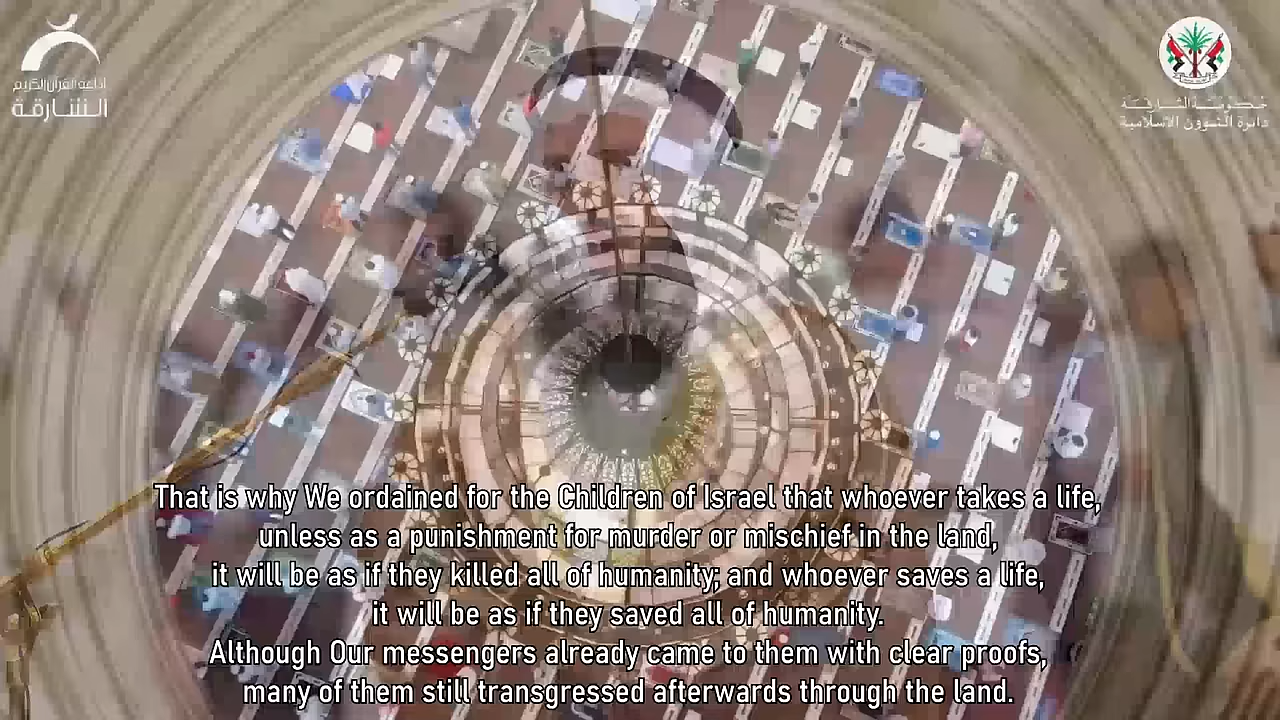 اذاعة القرآن الكريم
الشارقة
حكومة الشارقة
دائرة الشؤون الاسلامية
That is why We ordained for the Children of Israel that whoever takes a life,
unless as a punishment for murder or mischief in the land,
it will be as if they killed all of humanity; and whoever saves a life,
it will be as if they saved all of humanity.
Although Our messengers already came to them with clear proofs,
many of them still transgressed afterwards through the land.